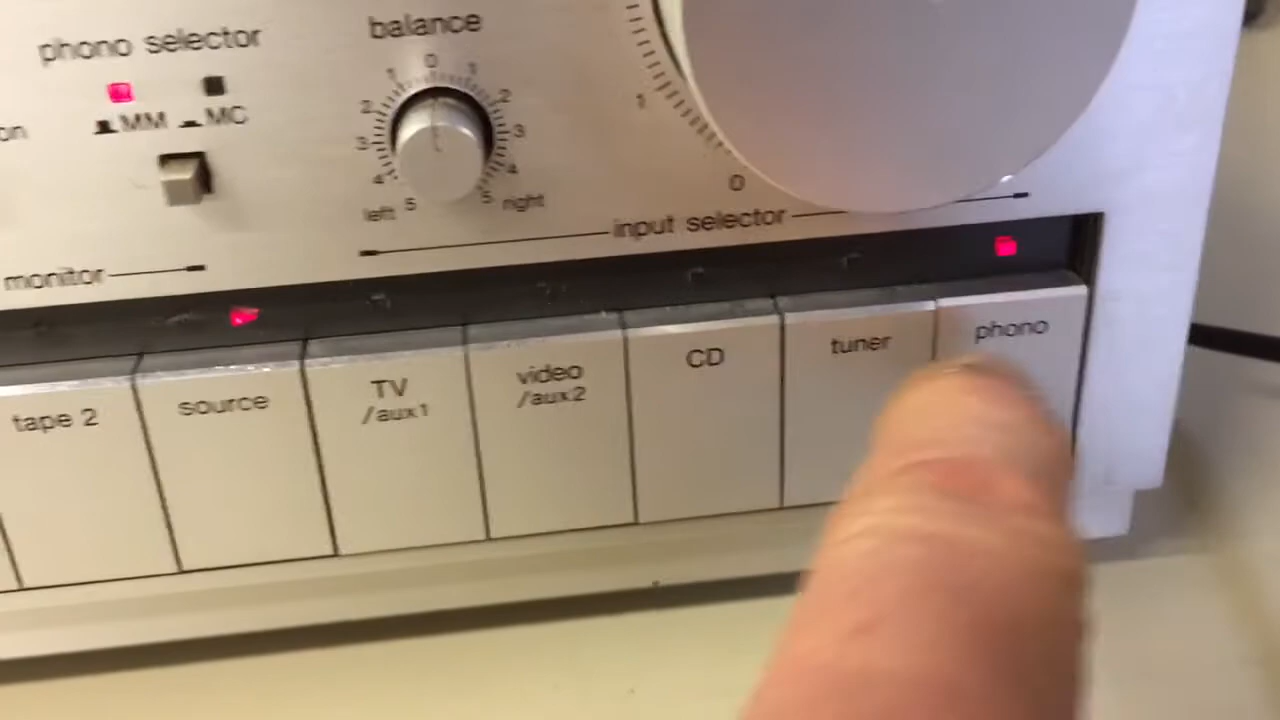 phono selector
MM MC
on
balance
0
1 1
2 2
3 3
4 4
5 5
left right
1
0
input selector
monitor
tape 2
source
TV
/aux1
video
/aux2
CD
tuner
phono